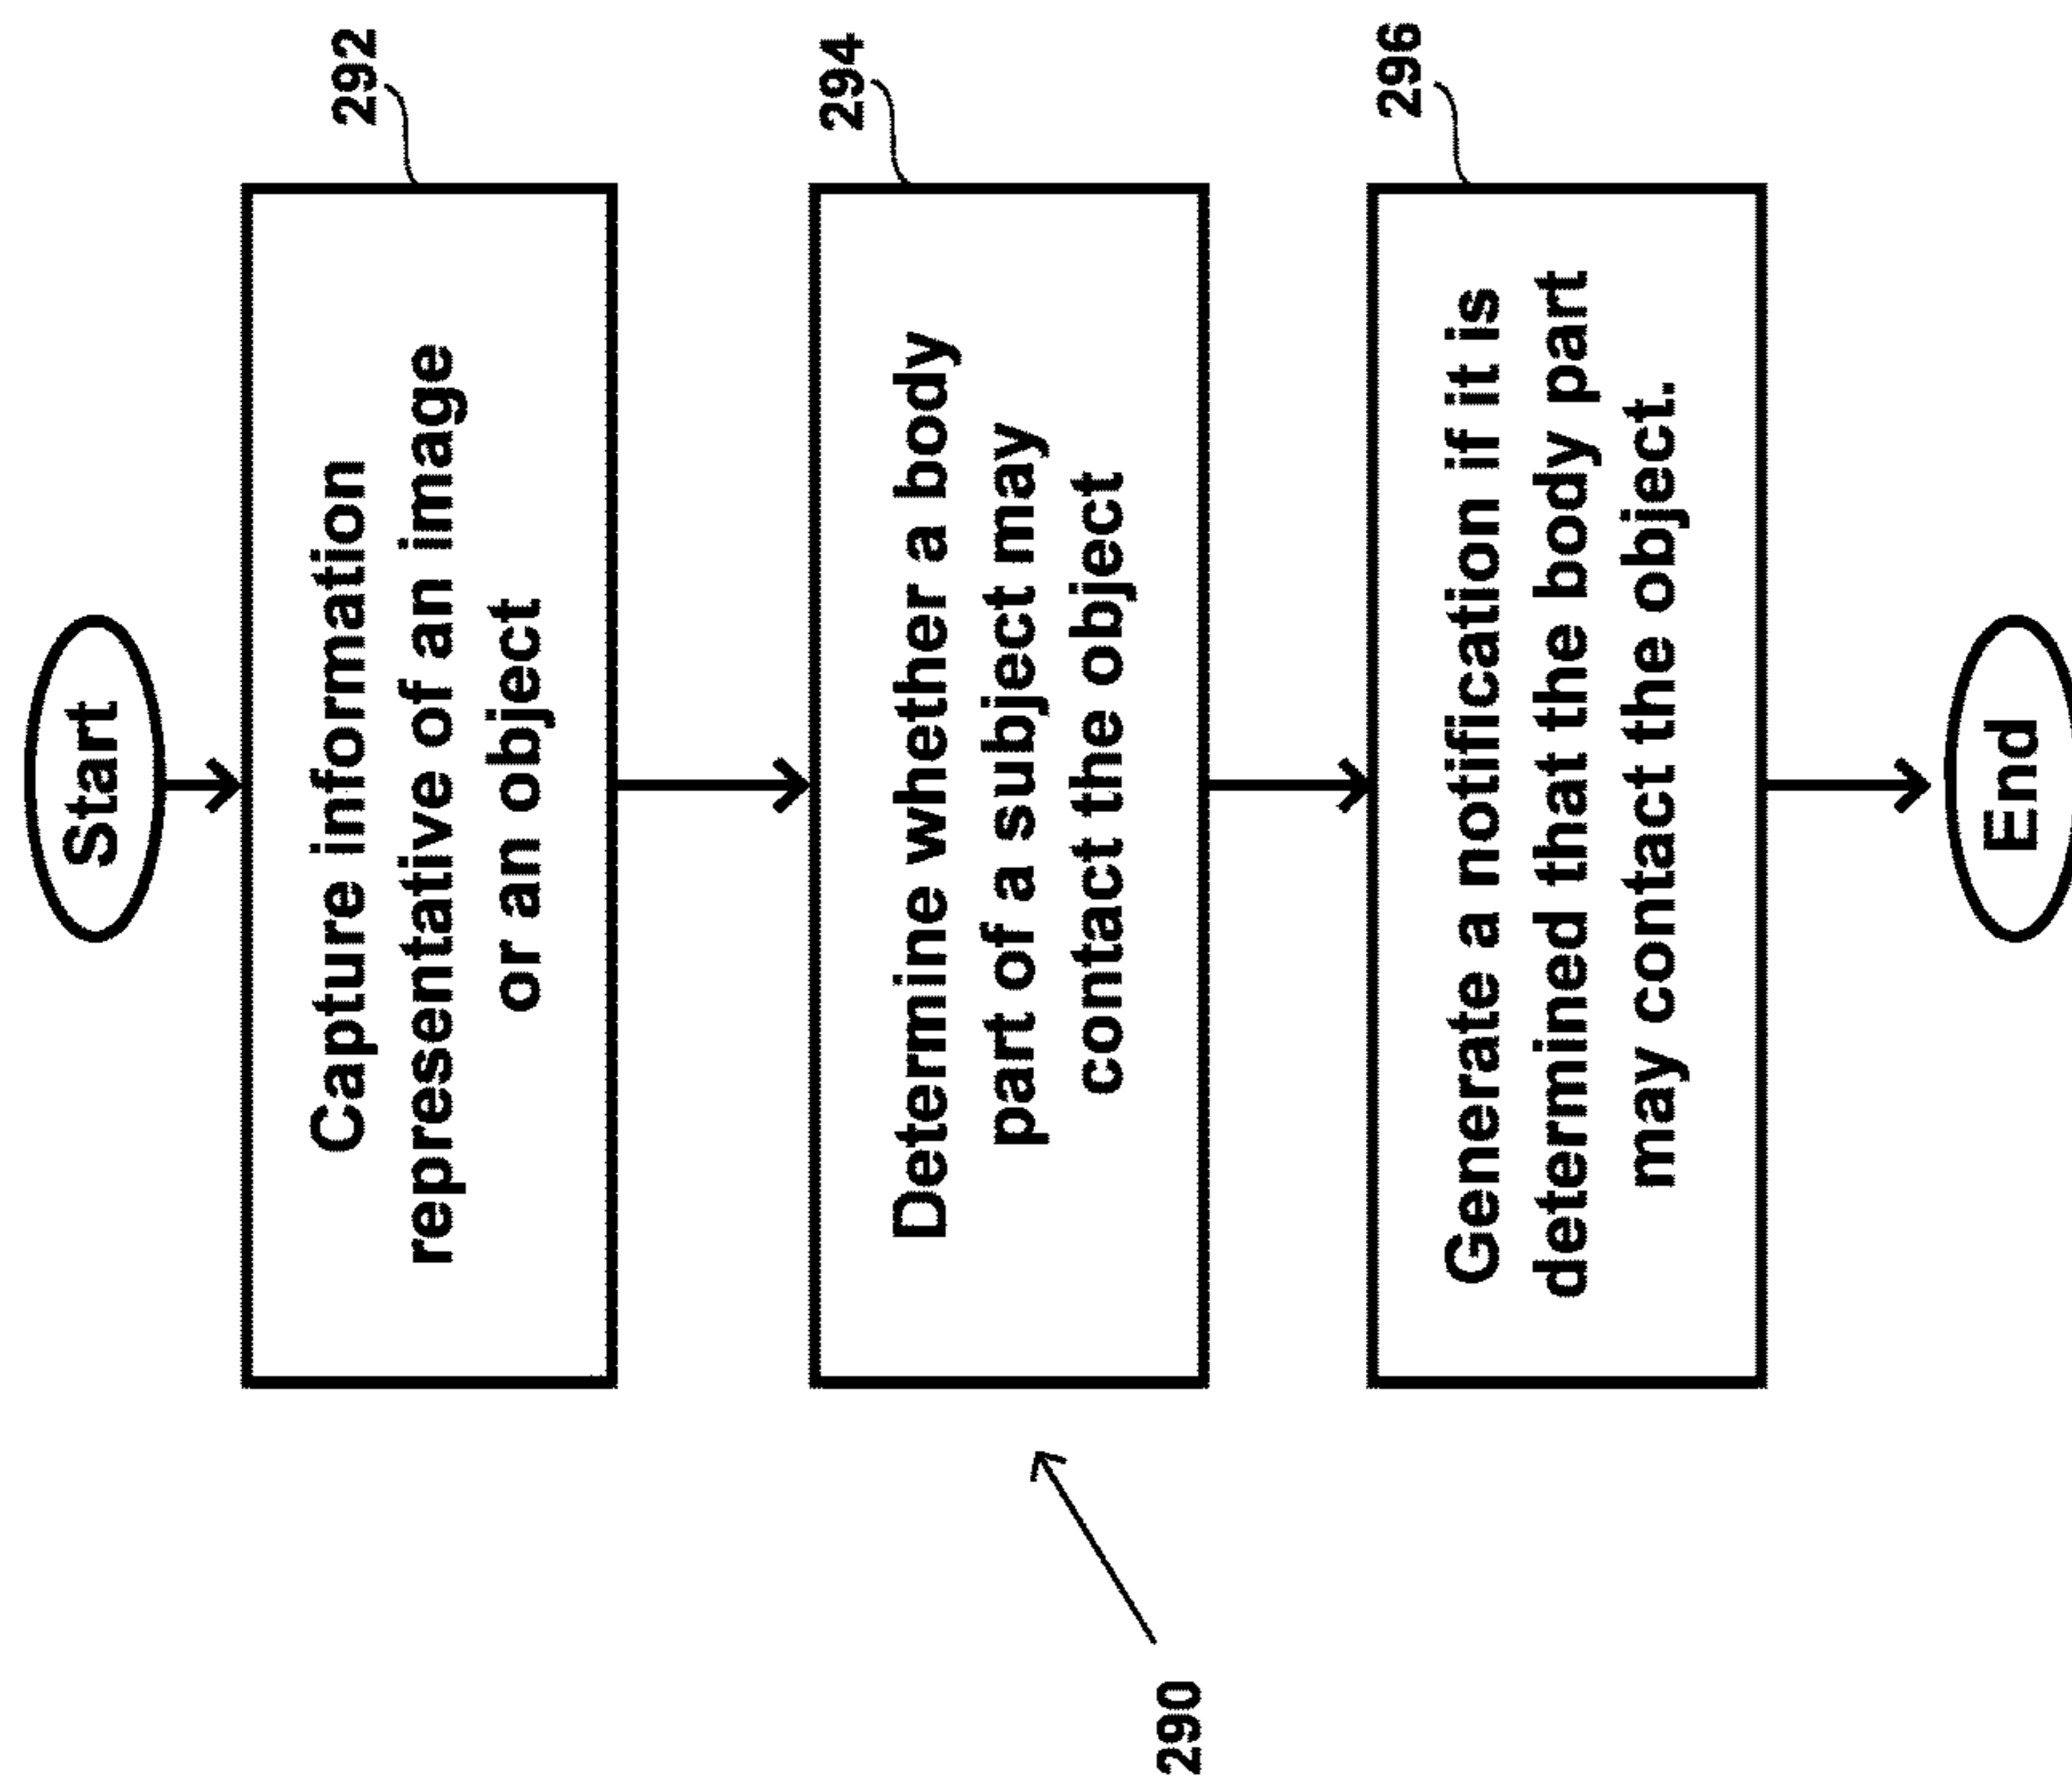 Start
292
Capture information
representative of an image
or an object
294
Determine whether a body
part of a subject may
contact the object
296
Generate a notification if it is
determined that the body part
may contact the object.
290
End